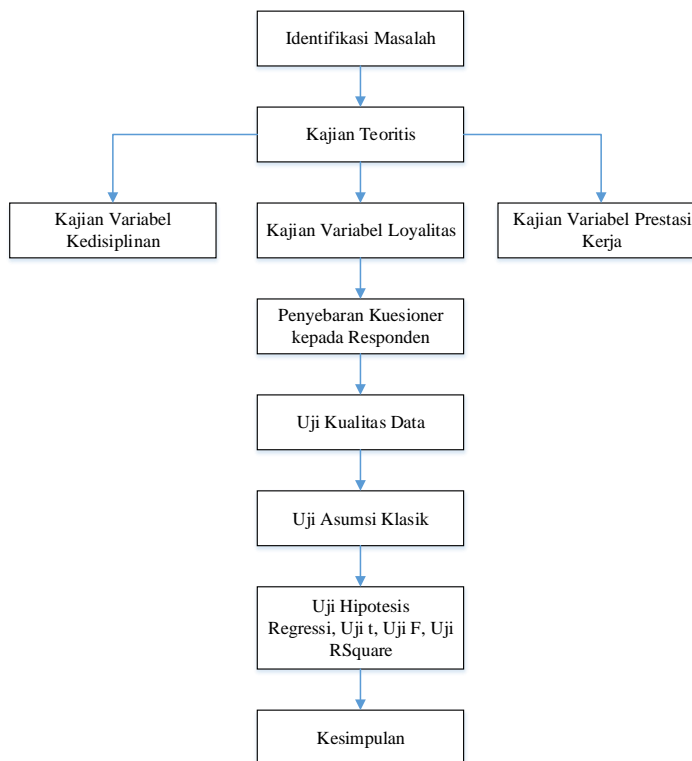 Identifikasi Masalah
Kajian Teoritis
Kajian Variabel
Kedisiplinan
Kajian Variabel Loyalitas
Kajian Variabel Prestasi
Kerja
Penyebaran Kuesioner
kepada Responden
Uji Kualitas Data
Uji Asumsi Klasik
Uji Hipotesis
Regressi, Uji t, Uji F, Uji
RSquare
Kesimpulan